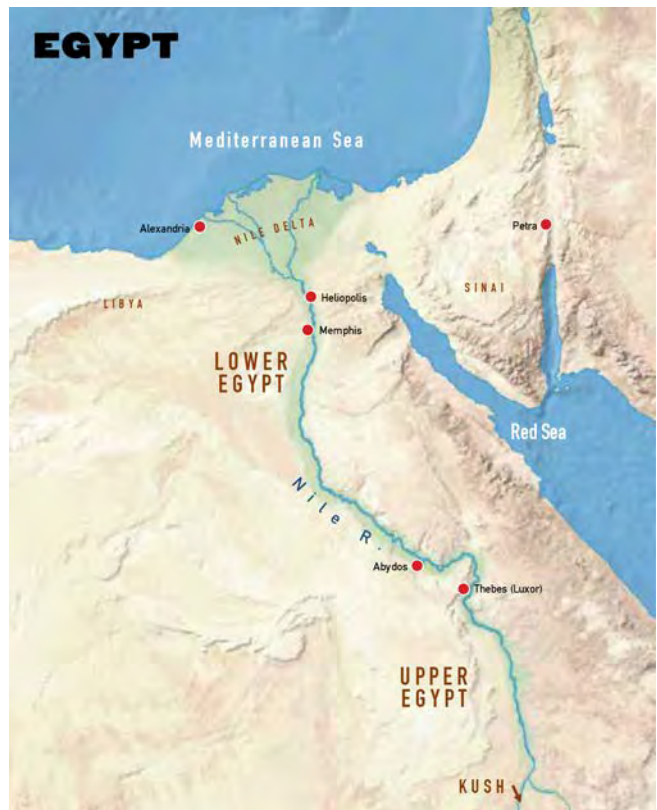 EGYPT
Mediterranean Sea
Alexandria
NILE DELTA
Petra
SINAI
Heliopolis
LIBYA
Memphis
LOWER
EGYPT
Red Sea
Nile R.
Abydos
Thebes (Luxor)
UPPER
EGYPT
KUSH